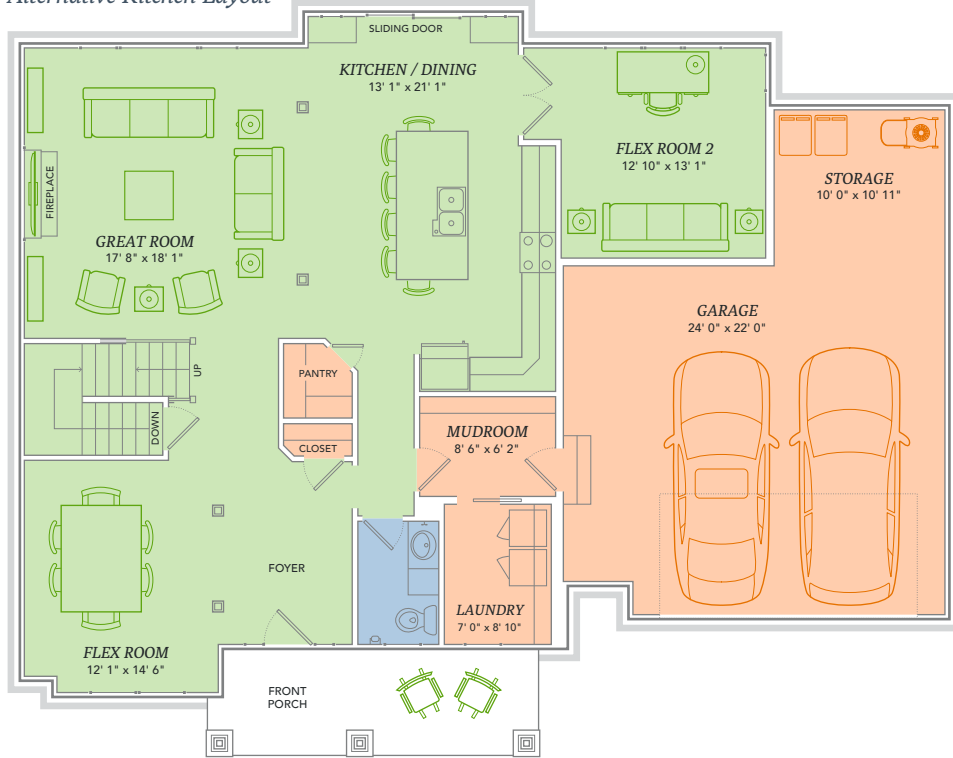 Alternative Kitchen Layout
SLIDING DOOR
KITCHEN / DINING
13' 1" x 21' 1"
FLEX ROOM 2
12' 10" x 13' 1"
STORAGE
10' 0" x 10' 11"
FIREPLACE
GREAT ROOM
17' 8" x 18' 1"
GARAGE
24' 0" x 22' 0"
UP
PANTRY
DOWN
CLOSET
MUDROOM
8' 6" x 6' 2"
FOYER
LAUNDRY
7' 0" x 8' 10"
FLEX ROOM
12' 1" x 14' 6"
FRONT
PORCH